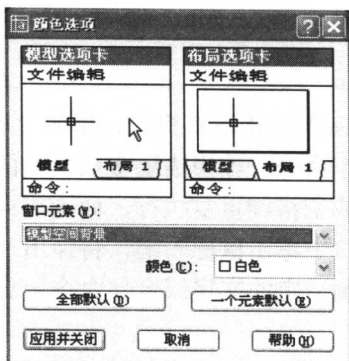 颜色选项
模型选项卡
文件编辑
模型 布局 1
命令:
布局选项卡
文件编辑
模型 布局 1
命令:
窗口元素(W):
模型空间背景
颜色(C): 白色
全部默认(D) 一个元素默认(E)
应用并关闭 取消 帮助(H)